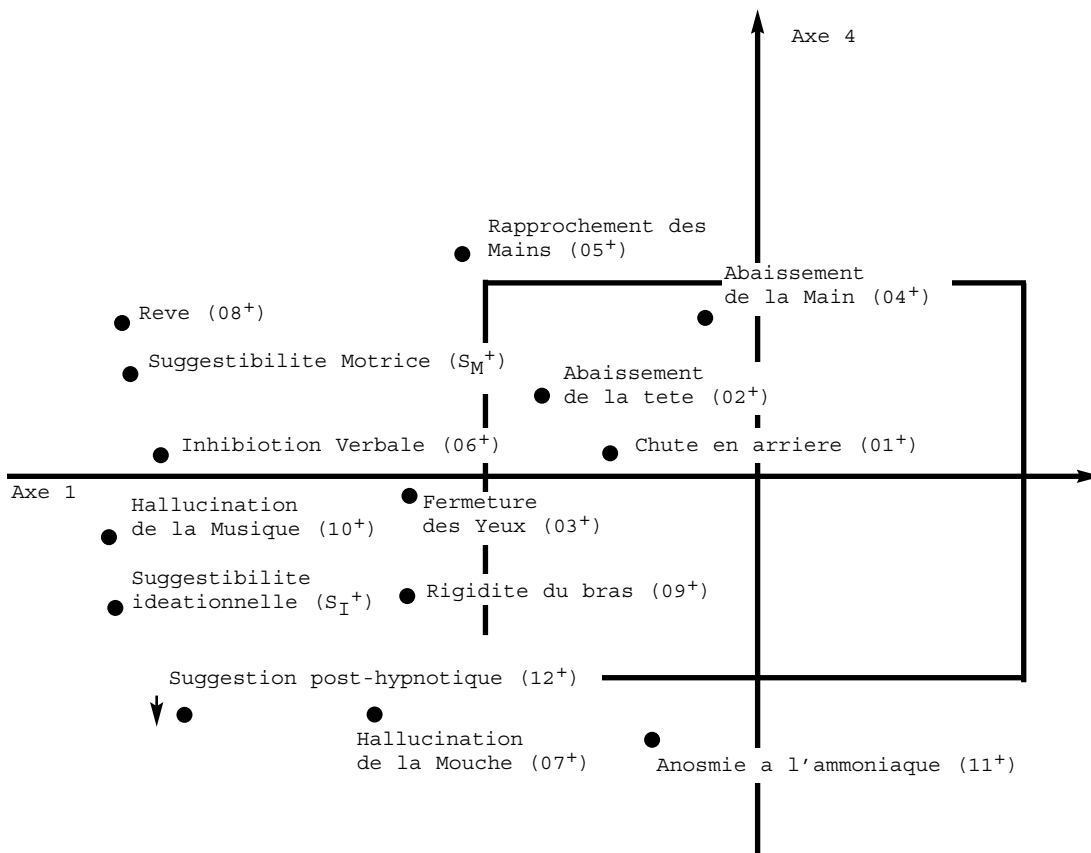 Axe 4
Rapprochement des
Mains (05+)
Abaissement
de la Main (04+)
Reve (08+)
Suggestibilite Motrice (SM+)
Abaissement
de la tete (02+)
Inhibiotion Verbale (06+)
Chute en arriere (01+)
Axe 1
Hallucination
de la Musique (10+)
Fermeture
des Yeux (03+)
Suggestibilite
ideationnelle (SI+)
Rigidite du bras (09+)
Suggestion post-hypnotique (12+)
Hallucination
de la Mouche (07+)
Anosmie a l'ammoniaque (11+)